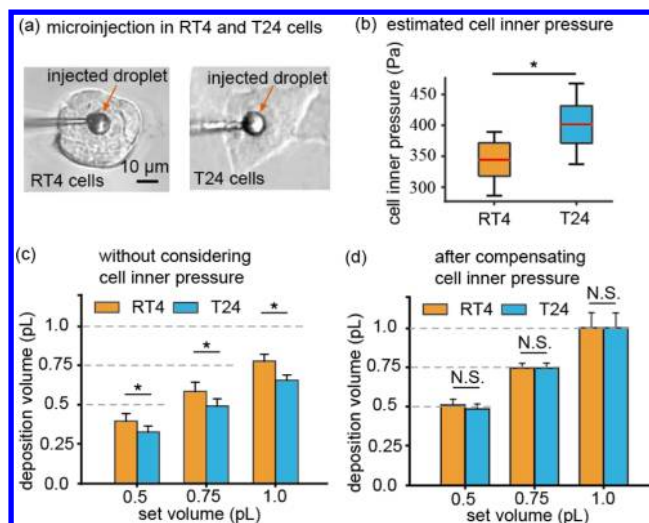 (a) microinjection in RT4 and T24 cells
injected droplet
10 µm
RT4 cells
injected droplet
T24 cells
(b) estimated cell inner pressure
cell inner pressure (Pa)
400
350
300
*
RT4
T24
(c) without considering
cell inner pressure
RT4 T24
deposition volume (pL)
1.0
0.75
0.5
0.25
0.0
*
*
*
0.5 0.75 1.0
set volume (pL)
(d) after compensating
cell inner pressure
RT4 T24
deposition volume (pL)
1.0
0.75
0.5
0.25
0.0
N.S.
N.S.
N.S.
0.5 0.75 1.0
set volume (pL)